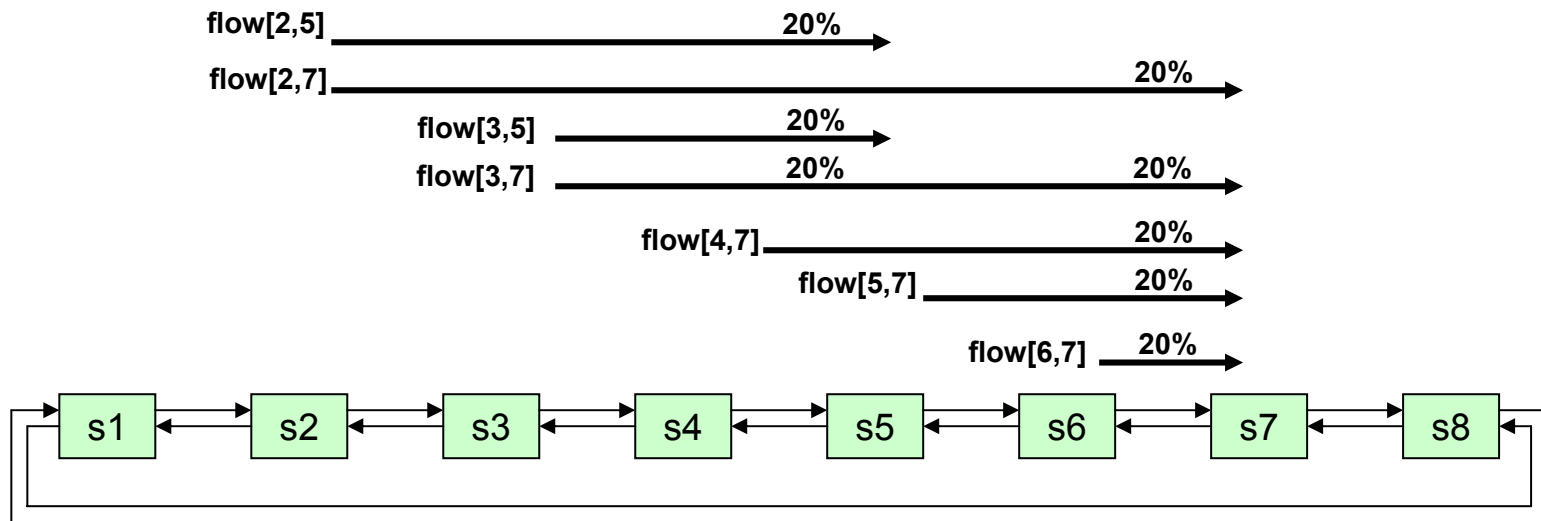 flow[2,5] 20%
flow[2,7] 20%
flow[3,5] 20%
flow[3,7] 20% 20%
flow[4,7] 20%
flow[5,7] 20%
flow[6,7] 20%
s1 s2 s3 s4 s5 s6 s7 s8